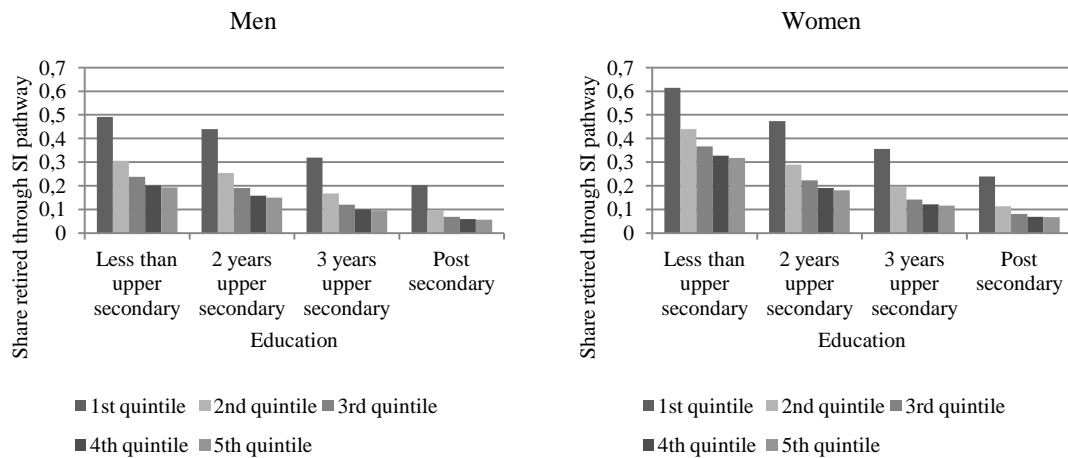 Men
Share retired through SI pathway
0,7
0,6
0,5
0,4
0,3
0,2
0,1
0
Less than upper secondary
2 years upper secondary
3 years upper secondary
Post secondary
Education
1st quintile 2nd quintile 3rd quintile
4th quintile 5th quintile
Women
Share retired through SI pathway
0,7
0,6
0,5
0,4
0,3
0,2
0,1
0
Less than upper secondary
2 years upper secondary
3 years upper secondary
Post secondary
Education
1st quintile 2nd quintile 3rd quintile
4th quintile 5th quintile